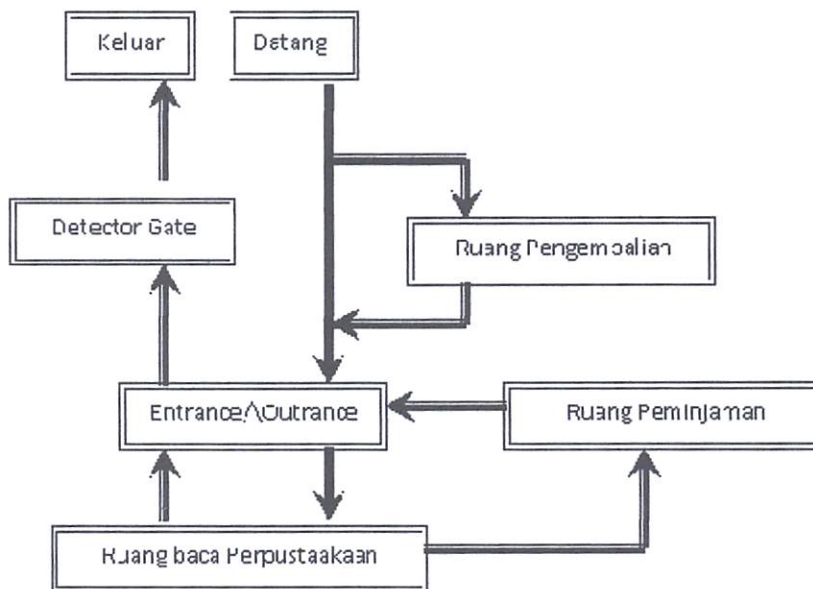 Keluar
Datang
Detector Gate
Ruang Pengembalian
Entrance/\Outrance
Ruang Peminjaman
Ruang baca Perpustaakaan